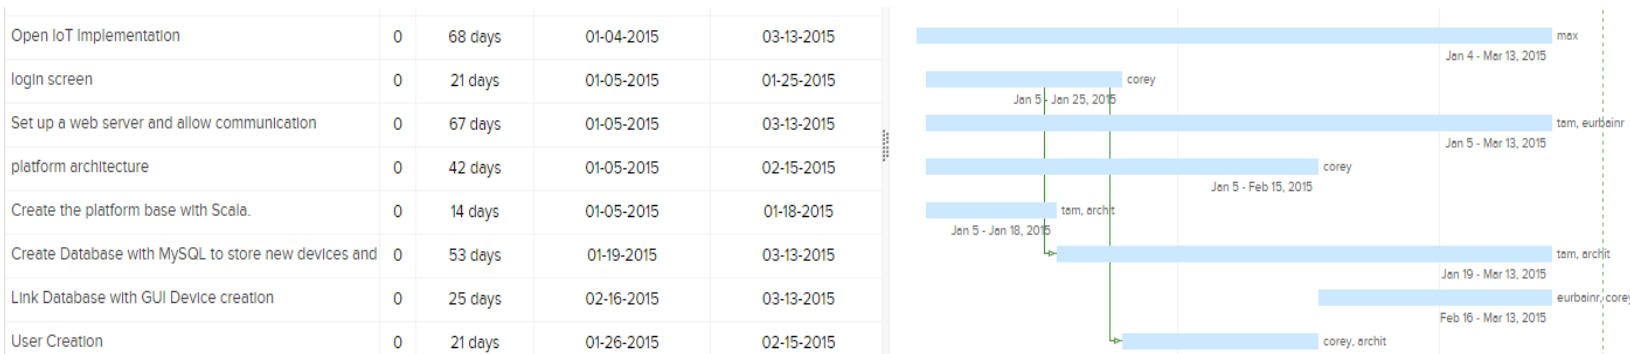 Open IoT Implementation 0 68 days 01-04-2015 03-13-2015 max
Jan 4 - Mar 13, 2015
login screen 0 21 days 01-05-2015 01-25-2015 corey
Jan 5 - Jan 25, 2015
Set up a web server and allow communication 0 67 days 01-05-2015 03-13-2015 tam, eurbainr
Jan 5 - Mar 13, 2015
platform architecture 0 42 days 01-05-2015 02-15-2015 corey
Jan 5 - Feb 15, 2015
Create the platform base with Scala. 0 14 days 01-05-2015 01-18-2015 tam, archit
Jan 5 - Jan 18, 2015
Create Database with MySQL to store new devices and 0 53 days 01-19-2015 03-13-2015 tam, archit
Jan 19 - Mar 13, 2015
Link Database with GUI Device creation 0 25 days 02-16-2015 03-13-2015 eurbainr, corey
Feb 16 - Mar 13, 2015
User Creation 0 21 days 01-26-2015 02-15-2015 corey, archit